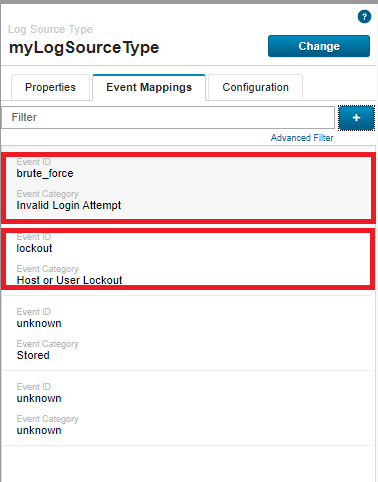 ?
Log Source Type
myLogSourceType
Change
Properties
Event Mappings
Configuration
Filter
+
Advanced Filter
Event ID
brute_force
Event Category
Invalid Login Attempt
Event ID
lockout
Event Category
Host or User Lockout
Event ID
unknown
Event Category
Stored
Event ID
unknown
Event Category
unknown